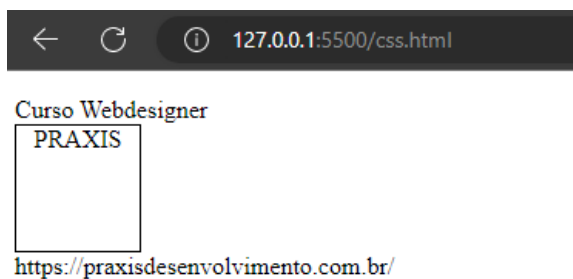 127.0.0.1:5500/css.html
Curso Webdesigner
PRAXIS
https://praxisdesenvolvimento.com.br/